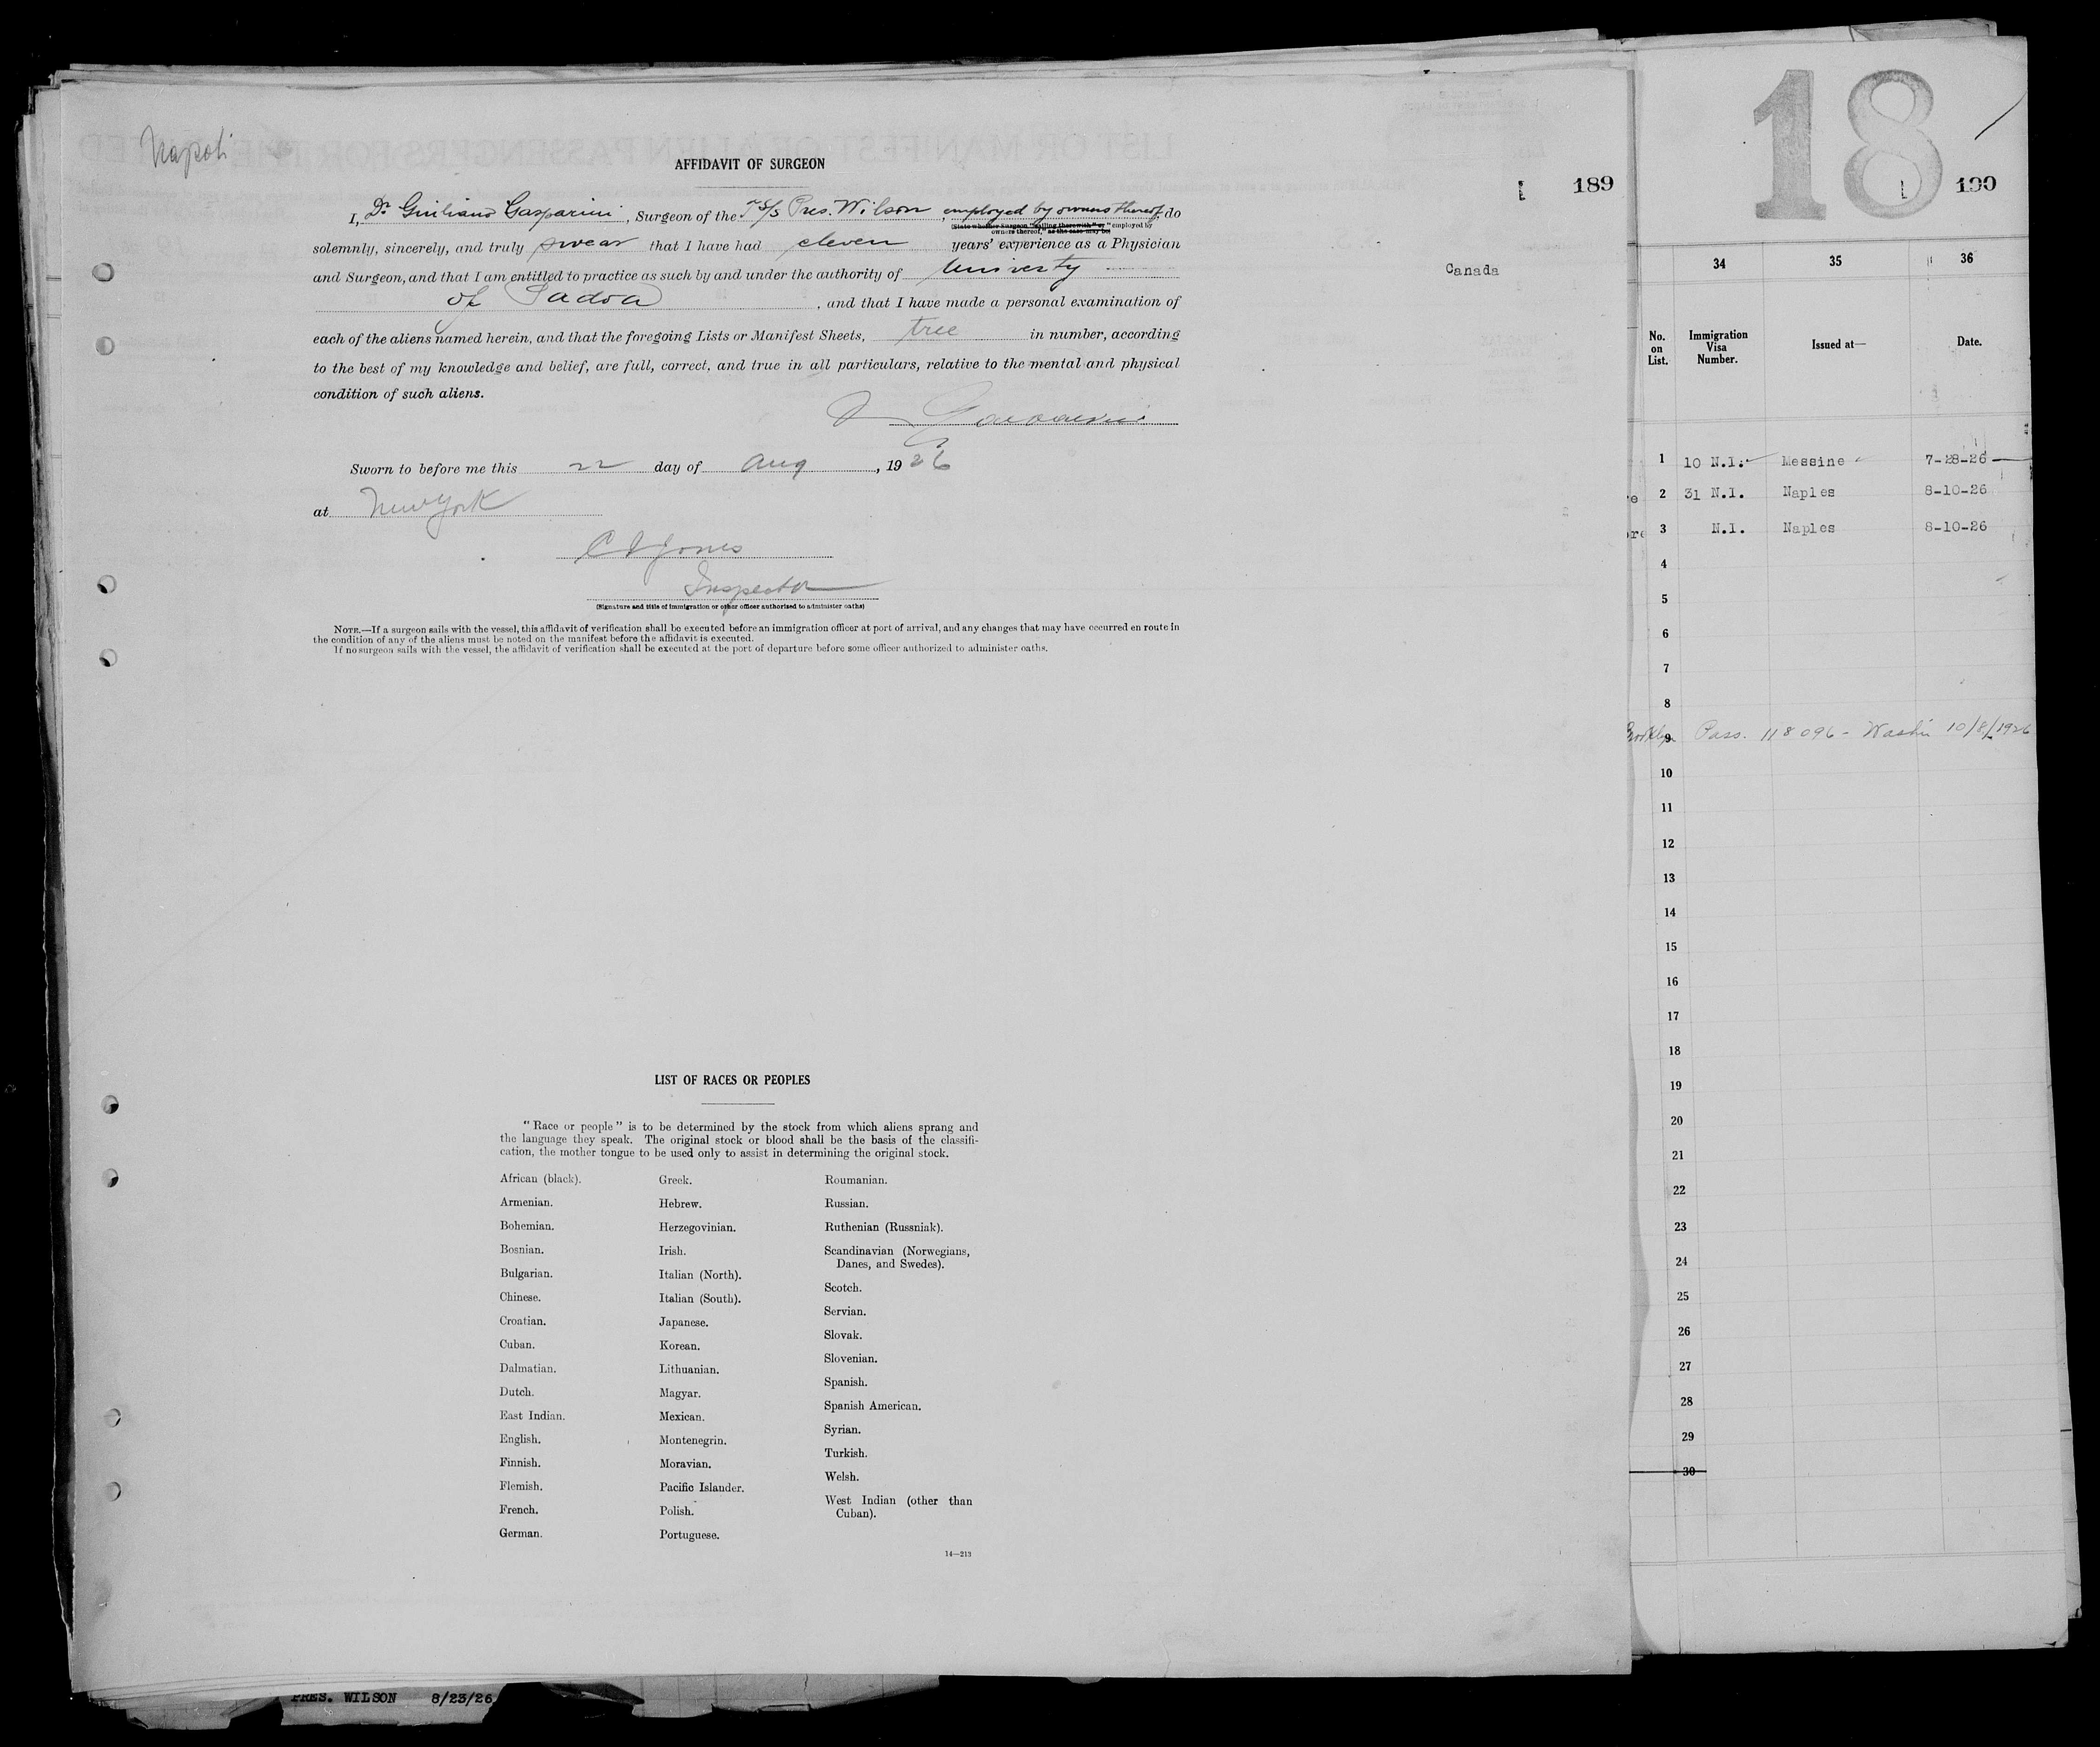 Napoli
AFFIDAVIT OF SURGEON
189
I, Dr Giuliano Gasparini, Surgeon of the T S/S Pres. Wilson, employed by owners thereof, do
(State whether Surgeon "sailing therewith" or "employed by
owners thereof," as the case may be)
solemnly, sincerely, and truly swear that I have had eleven years' experience as a Physician
and Surgeon, and that I am entitled to practice as such by and under the authority of Univerty
of Padva, and that I have made a personal examination of
each of the aliens named herein, and that the foregoing Lists or Manifest Sheets, tree in number, according
to the best of my knowledge and belief, are full, correct, and true in all particulars, relative to the mental and physical
condition of such aliens.
Gasparini
Sworn to before me this 22 day of Aug, 1926
at New York
C I Jones
Inspector
(Signature and title of immigration or other officer authorized to administer oaths)
NOTE.—If a surgeon sails with the vessel, this affidavit of verification shall be executed before an immigration officer at port of arrival, and any changes that may have occurred en route in
the condition of any of the aliens must be noted on the manifest before the affidavit is executed.
If no surgeon sails with the vessel, the affidavit of verification shall be executed at the port of departure before some officer authorized to administer oaths.
Canada
LIST OF RACES OR PEOPLES
"Race or people" is to be determined by the stock from which aliens sprang and
the language they speak. The original stock or blood shall be the basis of the classifi-
cation, the mother tongue to be used only to assist in determining the original stock.
African (black).
Armenian.
Bohemian.
Bosnian.
Bulgarian.
Chinese.
Croatian.
Cuban.
Dalmatian.
Dutch.
East Indian.
English.
Finnish.
Flemish.
French.
German.
Greek.
Hebrew.
Herzegovinian.
Irish.
Italian (North).
Italian (South).
Japanese.
Korean.
Lithuanian.
Magyar.
Mexican.
Montenegrin.
Moravian.
Pacific Islander.
Polish.
Portuguese.
Roumanian.
Russian.
Ruthenian (Russniak).
Scandinavian (Norwegians,
Danes, and Swedes).
Scotch.
Servian.
Slovak.
Slovenian.
Spanish.
Spanish American.
Syrian.
Turkish.
Welsh.
West Indian (other than
Cuban).
14—213
PRES. WILSON 8/23/26
18
190
34 35 36
No. on List. Immigration Visa Number. Issued at— Date.
1 10 N.I. Messine 7-28-26
2 31 N.I. Naples 8-10-26
3 N.I. Naples 8-10-26
4
5
6
7
8
9 Brooklyn Pass. 118096 - Washn 10/8/1926
10
11
12
13
14
15
16
17
18
19
20
21
22
23
24
25
26
27
28
29
30